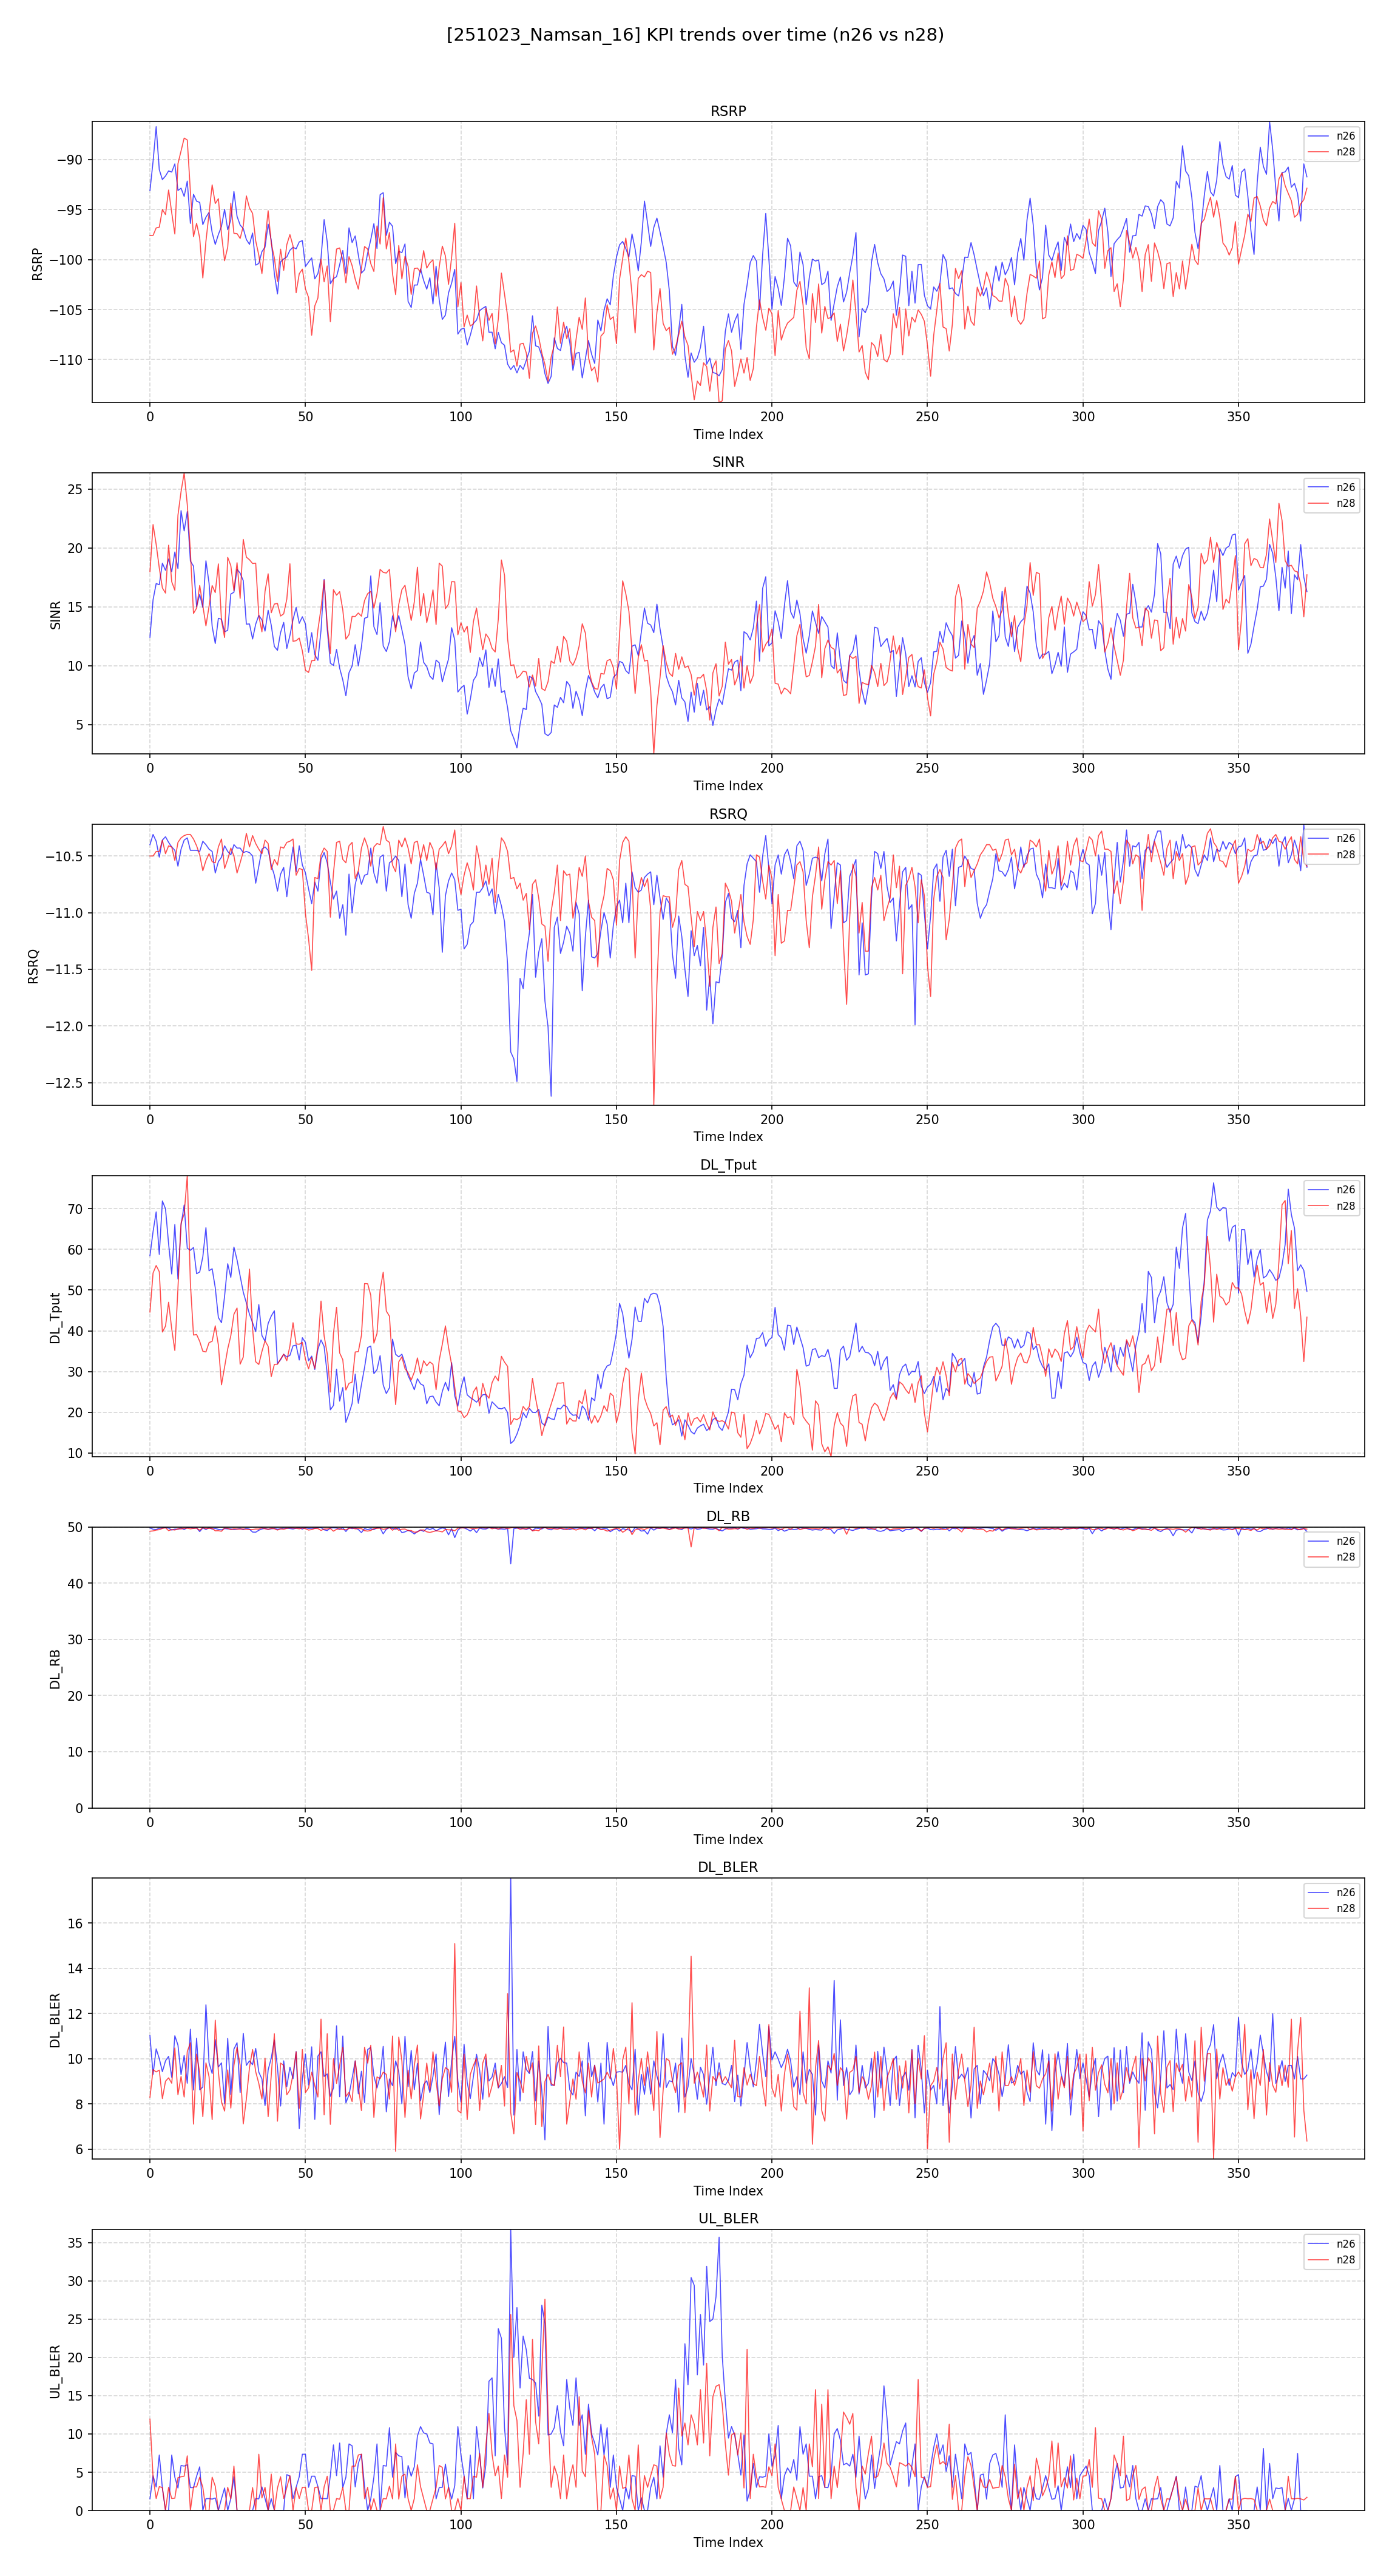 [251023_Namsan_16] KPI trends over time (n26 vs n28)
RSRP
n26
n28
−90
−95
−100
−105
−110
RSRP
0 50 100 150 200 250 300 350
Time Index
SINR
n26
n28
25
20
15
10
5
SINR
0 50 100 150 200 250 300 350
Time Index
RSRQ
n26
n28
−10.5
−11.0
−11.5
−12.0
−12.5
RSRQ
0 50 100 150 200 250 300 350
Time Index
DL_Tput
n26
n28
70
60
50
40
30
20
10
DL_Tput
0 50 100 150 200 250 300 350
Time Index
DL_RB
n26
n28
50
40
30
20
10
0
DL_RB
0 50 100 150 200 250 300 350
Time Index
DL_BLER
n26
n28
16
14
12
10
8
6
DL_BLER
0 50 100 150 200 250 300 350
Time Index
UL_BLER
n26
n28
35
30
25
20
15
10
5
0
UL_BLER
0 50 100 150 200 250 300 350
Time Index